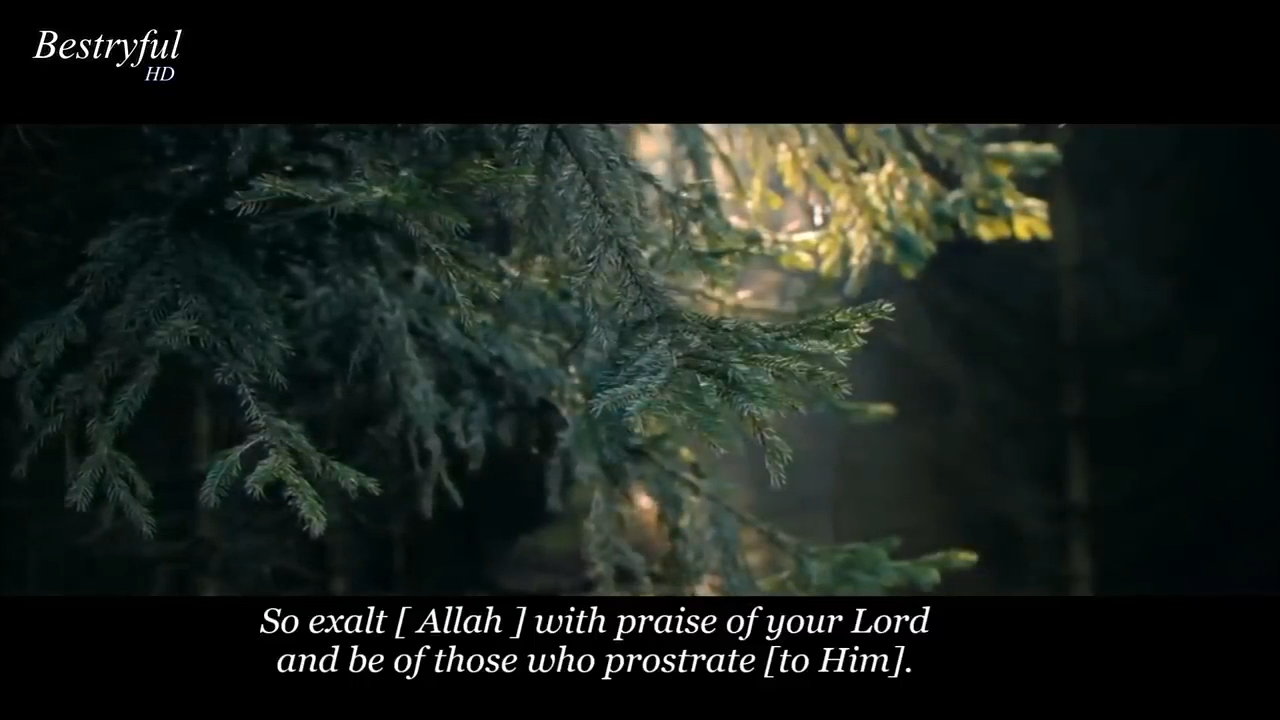 Bestryful
HD
So exalt [ Allah ] with praise of your Lord
and be of those who prostrate [to Him].